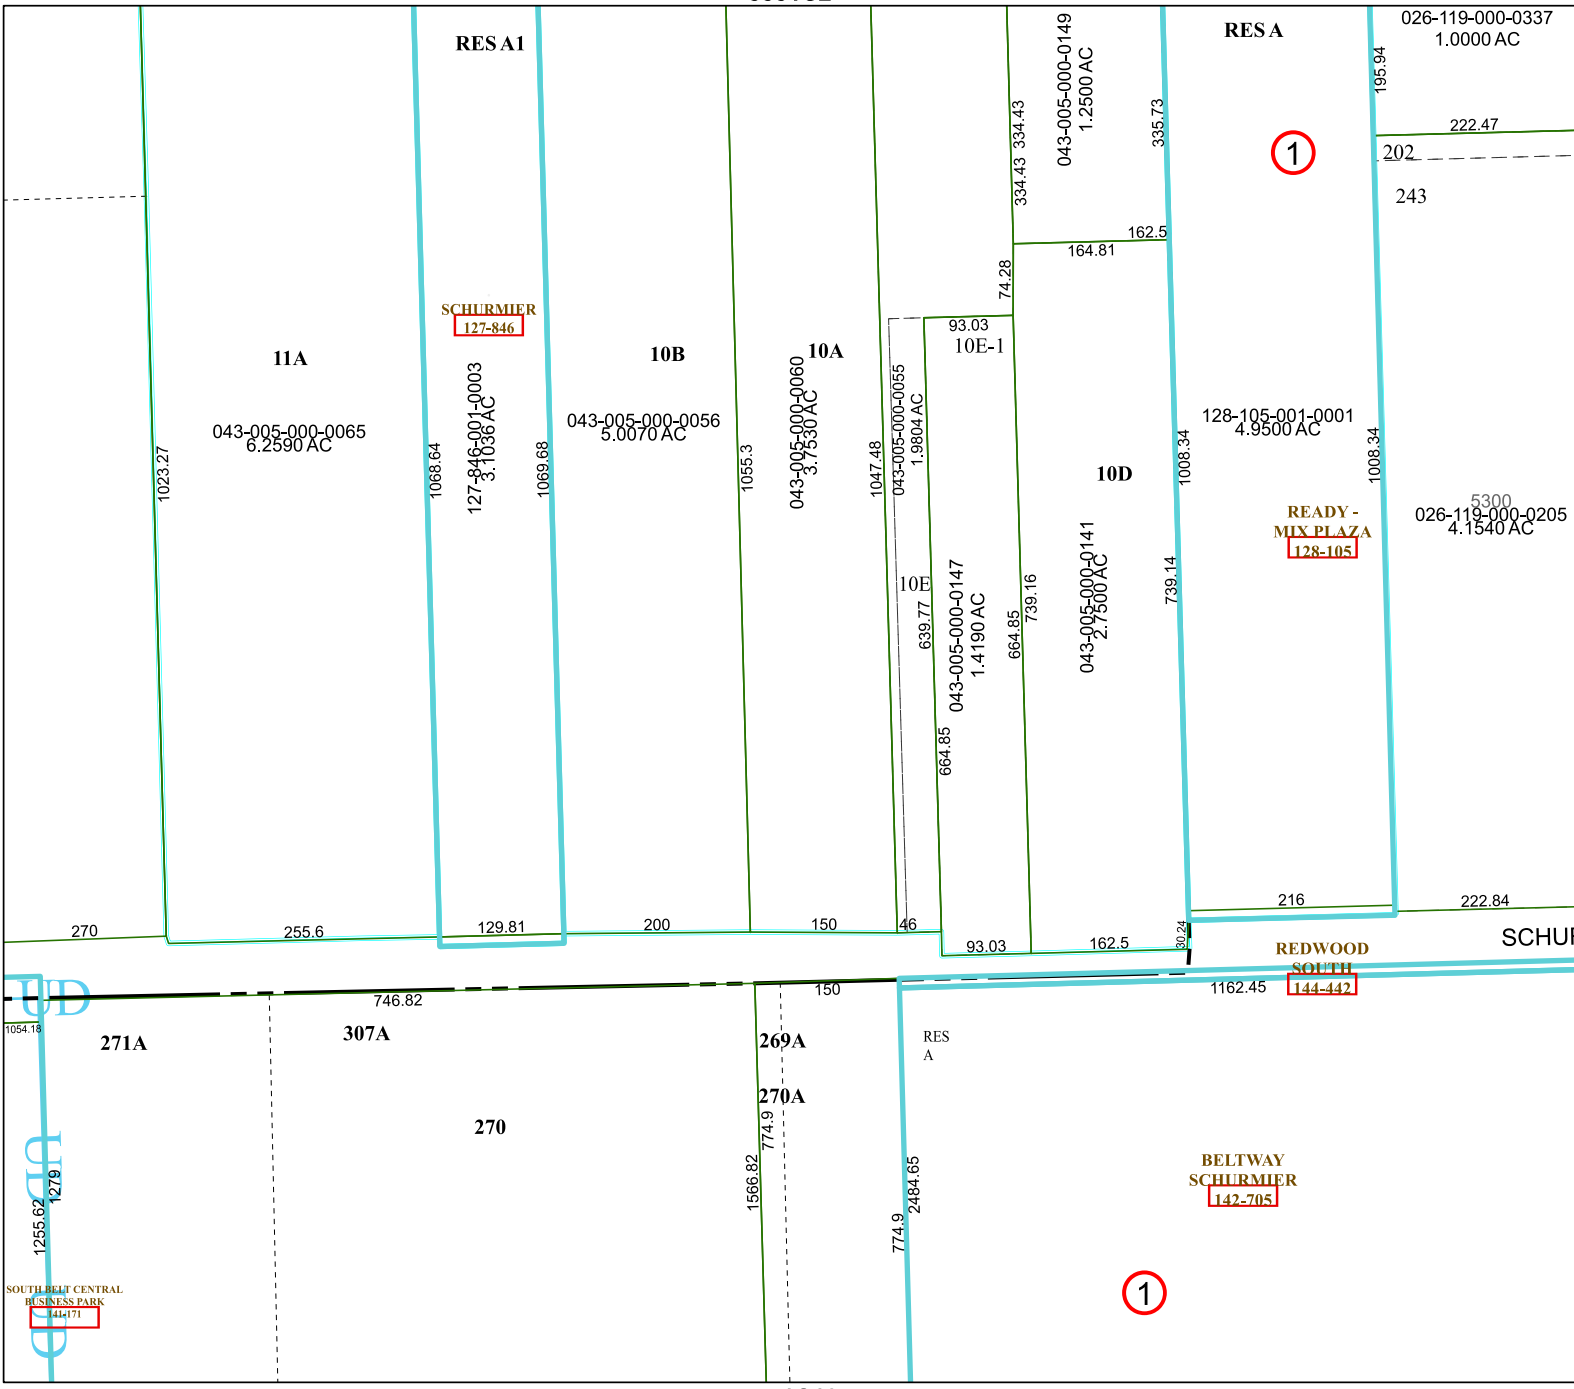 RES A1
RES A
026-119-000-0337
1.0000 AC
195.94
222.47
202
243
1
043-005-000-0149
1.2500 AC
334.43
334.43
335.73
162.5
164.81
74.28
SCHURMIER
127-846
93.03
10E-1
11A
10B
10A
043-005-000-0065
6.2590 AC
127-846-001-0003
3.1036 AC
043-005-000-0056
5.0070 AC
043-005-000-0060
3.7530 AC
043-005-000-0055
1.9804 AC
128-105-001-0001
4.9500 AC
1023.27
1068.64
1069.68
1055.3
1047.48
10D
1008.34
1008.34
5300
026-119-000-0205
4.1540 AC
READY -
MIX PLAZA
128-105
10E
639.77
043-005-000-0147
1.4190 AC
664.85
739.16
043-005-000-0141
2.7500 AC
739.14
664.85
270
255.6
129.81
200
150
46
93.03
162.5
30.24
216
222.84
SCHUR
REDWOOD
SOUTH
144-442
UD
746.82
150
1162.45
1054.18
271A
307A
269A
RES
A
270A
270
774.9
UD
1279
1255.62
1566.82
2484.65
774.9
BELTWAY
SCHURMIER
142-705
SOUTH BELT CENTRAL
BUSINESS PARK
141-171
UD
1